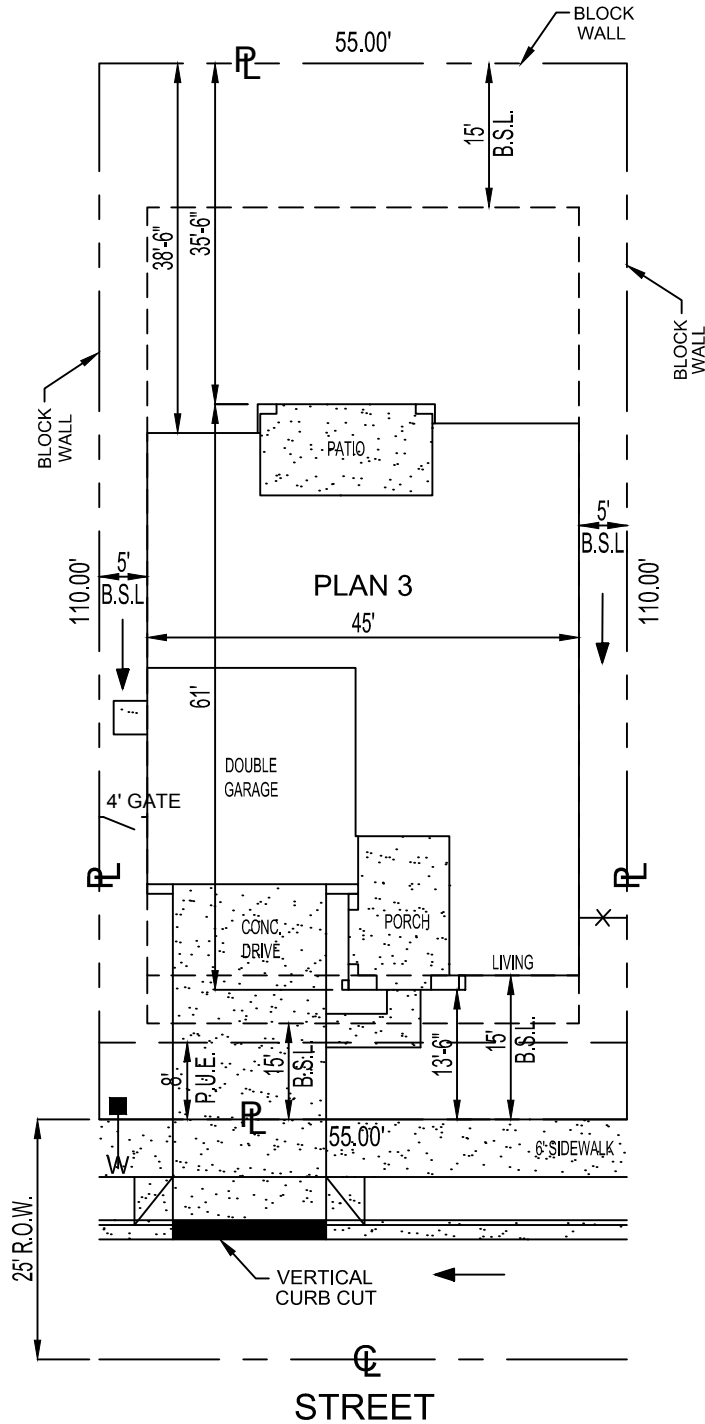 BLOCK
WALL
55.00'
PL
15'
B.S.L.
38'-6"
35'-6"
BLOCK
WALL
BLOCK
WALL
PATIO
5'
B.S.L
5'
B.S.L
110.00'
110.00'
PLAN 3
45'
61'
DOUBLE
GARAGE
4' GATE
PL
PL
CONC.
DRIVE
PORCH
LIVING
8'
P.U.E.
15'
B.S.L
13'-6"
15'
B.S.L.
PL
55.00'
W
6' SIDEWALK
25' R.O.W.
VERTICAL
CURB CUT
CL
STREET